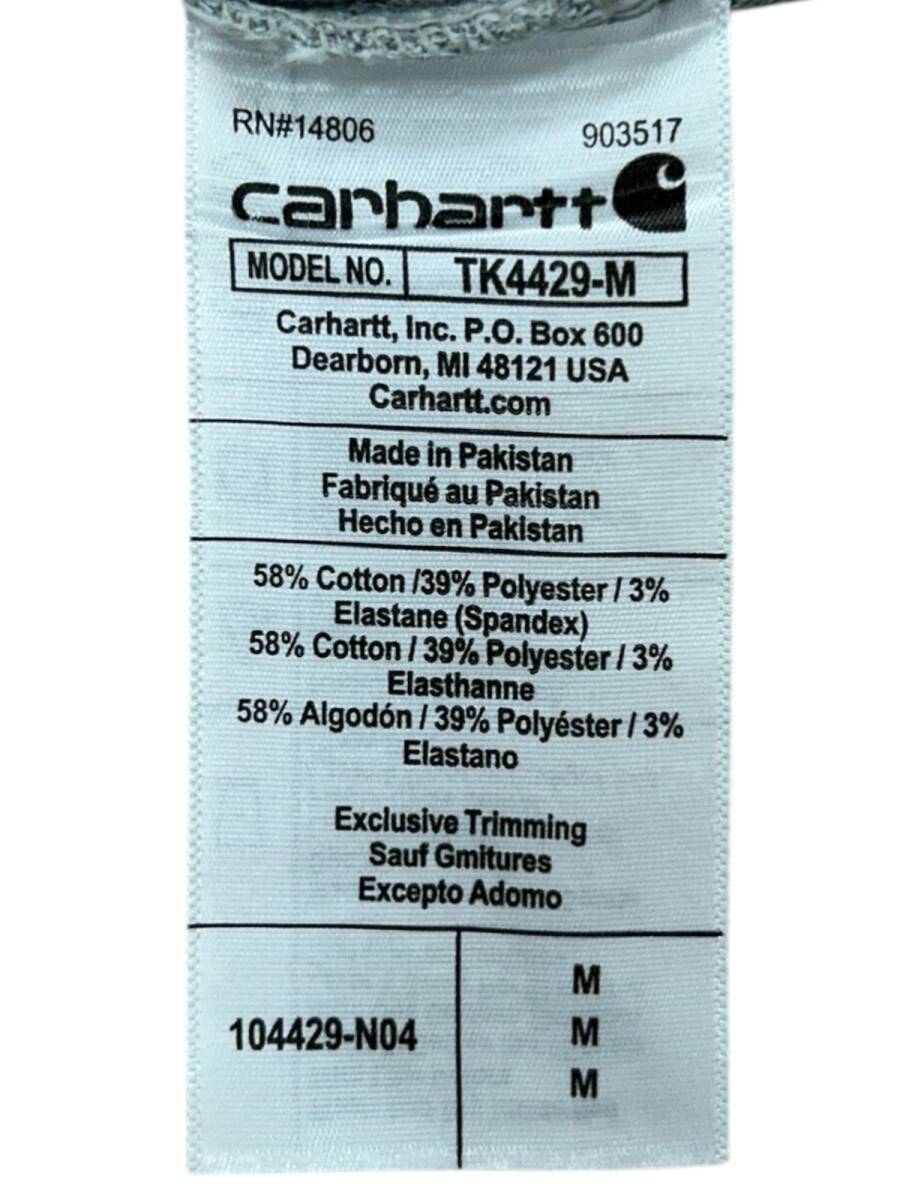 RN#14806 903517
carhartt
MODEL NO. TK4429-M
Carhartt, Inc. P.O. Box 600
Dearborn, MI 48121 USA
Carhartt.com
Made in Pakistan
Fabriqué au Pakistan
Hecho en Pakistan
58% Cotton /39% Polyester / 3%
Elastane (Spandex)
58% Cotton / 39% Polyester / 3%
Elasthanne
58% Algodón / 39% Polyéster / 3%
Elastano
Exclusive Trimming
Sauf Gmitures
Excepto Adomo
M
104429-N04 M
M